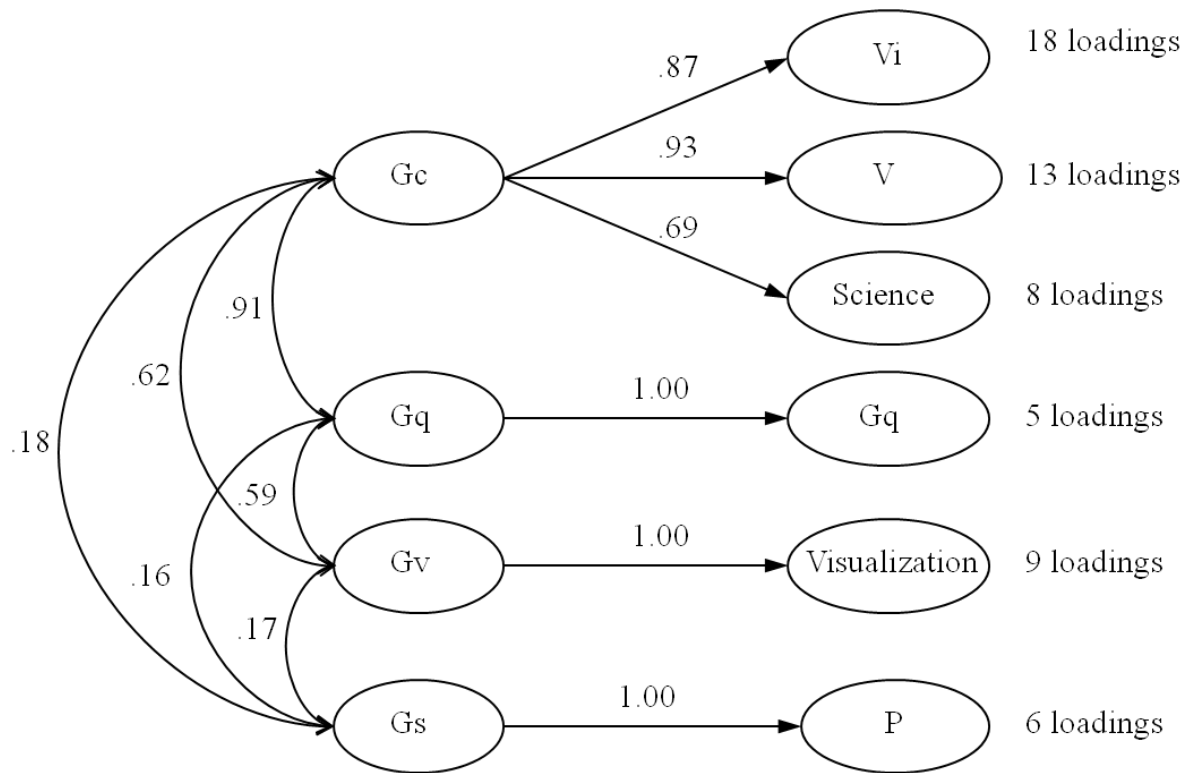 Vi
18 loadings
.87
Gc
.93
V
13 loadings
.69
Science
8 loadings
.91
.62
Gq
1.00
Gq
5 loadings
.18
.59
Gv
1.00
Visualization
9 loadings
.16
.17
Gs
1.00
P
6 loadings